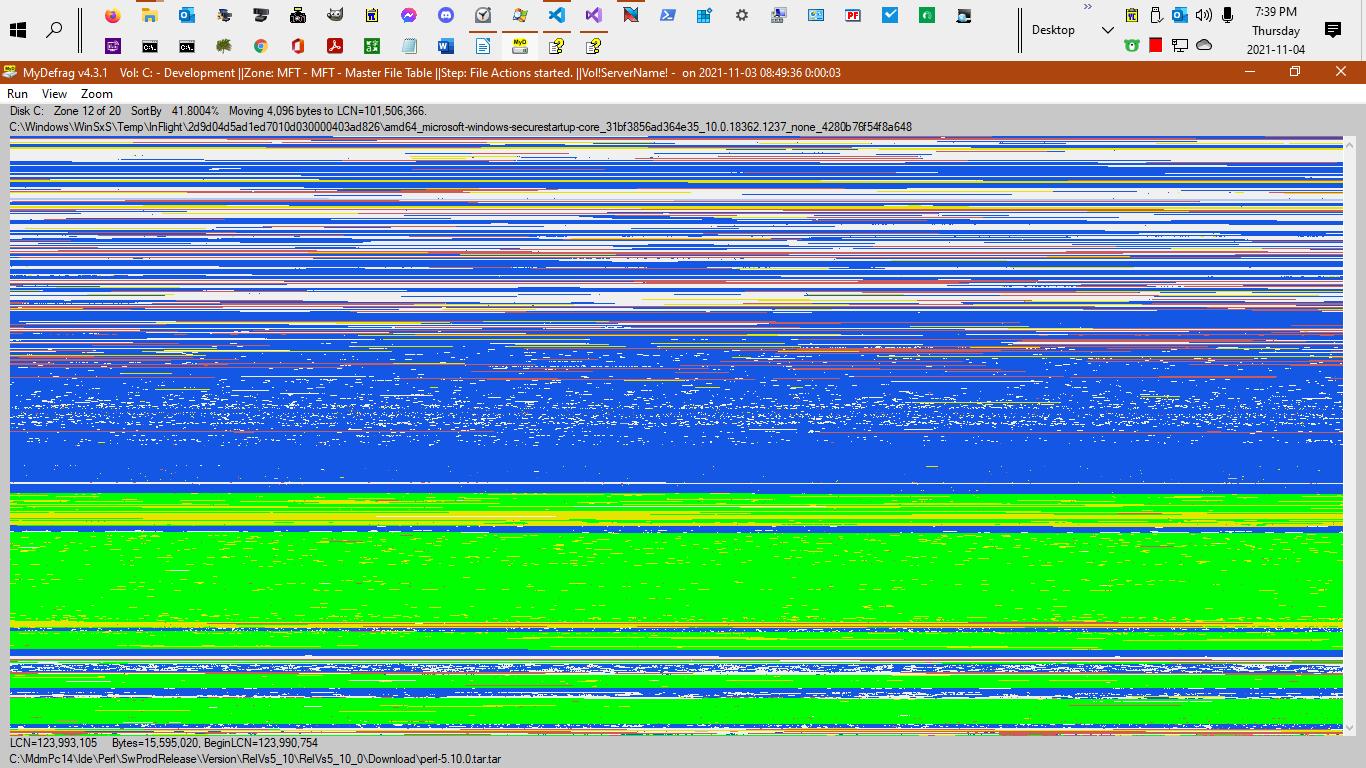 7:39 PM
Desktop
Thursday
2021-11-04
MyDefrag v4.3.1 Vol: C: - Development ||Zone: MFT - MFT - Master File Table ||Step: File Actions started. ||Vol!ServerName! - on 2021-11-03 08:49:36 0:00:03
Run View Zoom
Disk C: Zone 12 of 20 SortBy 41.8004% Moving 4,096 bytes to LCN=101,506,366.
C:\Windows\WinSxS\Temp\InFlight\2d9d04d5ad1ed7010d030000403ad826\amd64_microsoft-windows-securestartup-core_31bf3856ad364e35_10.0.18362.1237_none_4280b76f54f8a648
LCN=123,993,105 Bytes=15,595,020, BeginLCN=123,990,754
C:\MdmPc14\Ide\Perl\SwProdRelease\Version\RelVs5_10\RelVs5_10_0\Download\perl-5.10.0.tar.tar